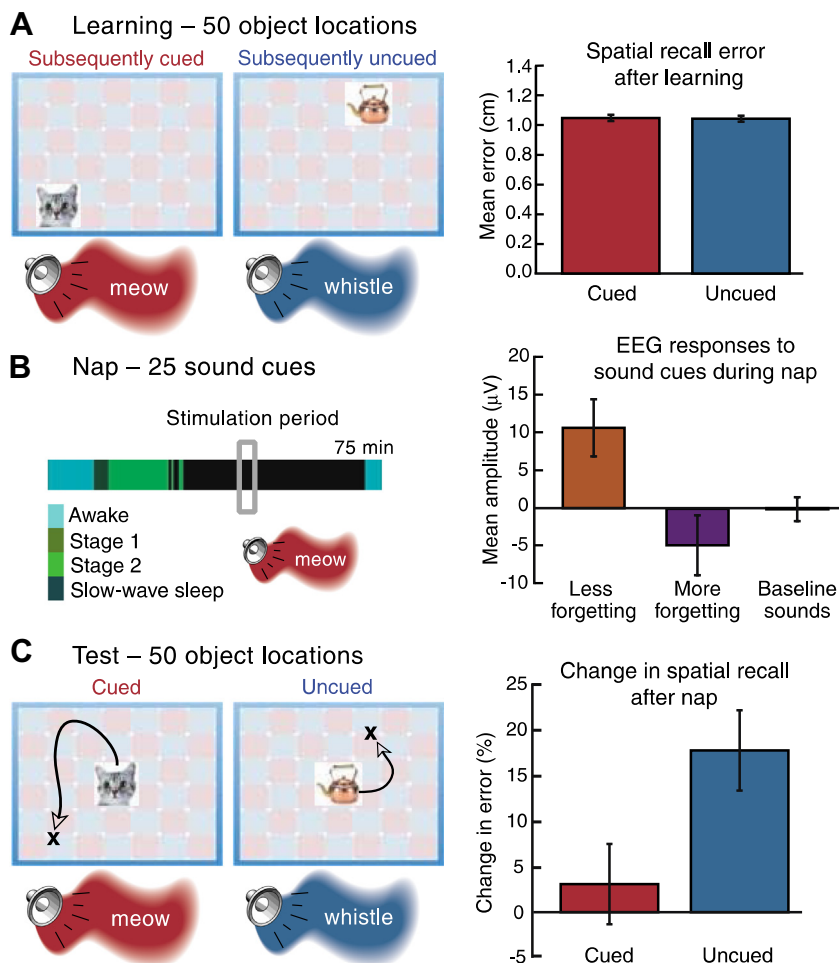 A
Learning – 50 object locations
Subsequently cued
Subsequently uncued
meow
whistle
Spatial recall error
after learning
Mean error (cm)
1.4
1.2
1.0
0.8
0.6
0.4
0.2
0.0
Cued
Uncued
B
Nap – 25 sound cues
Stimulation period
75 min
Awake
Stage 1
Stage 2
Slow-wave sleep
meow
EEG responses to
sound cues during nap
Mean amplitude (µV)
20
15
10
5
0
-5
-10
Less
forgetting
More
forgetting
Baseline
sounds
C
Test – 50 object locations
Cued
Uncued
x
x
meow
whistle
Change in spatial recall
after nap
Change in error (%)
25
20
15
10
5
0
-5
Cued
Uncued